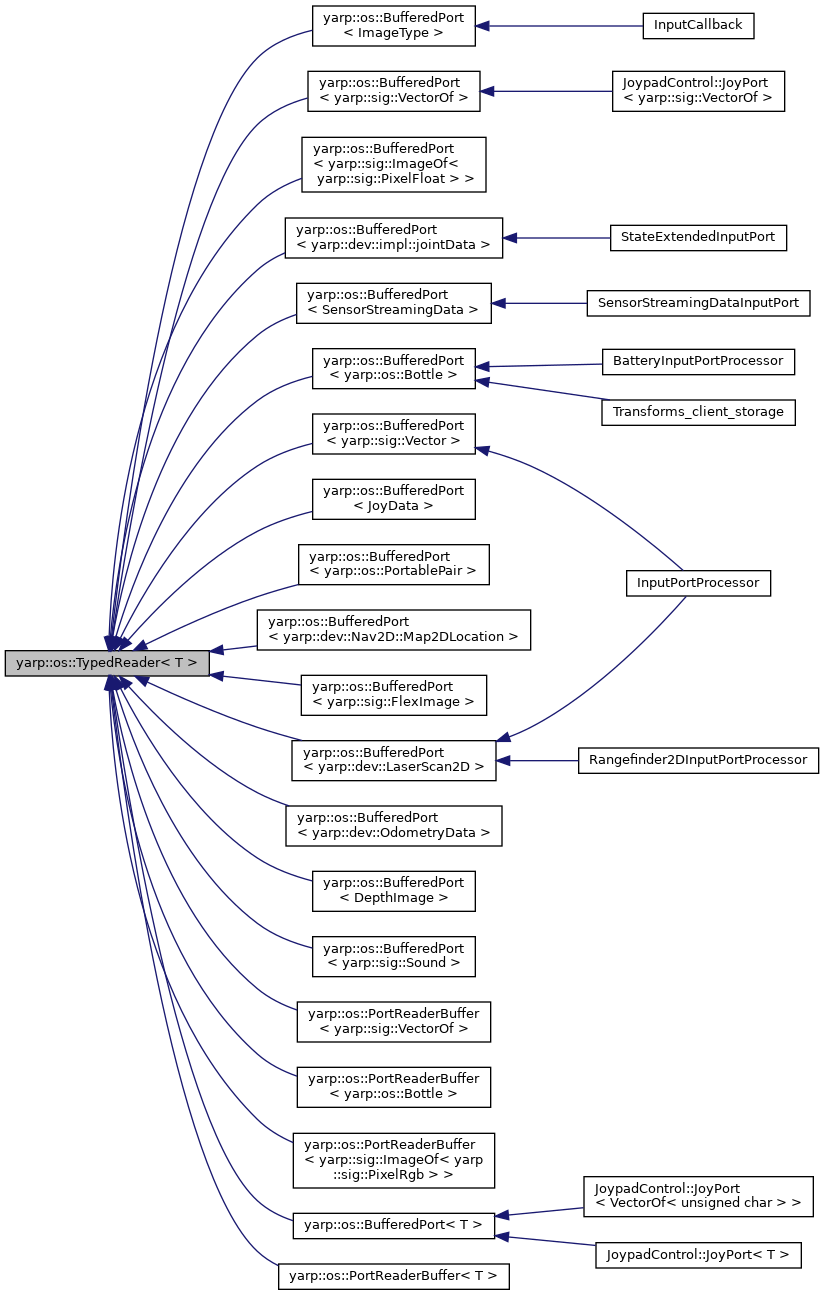 yarp::os::BufferedPort
< ImageType >
InputCallback
yarp::os::BufferedPort
< yarp::sig::VectorOf >
JoypadControl::JoyPort
< yarp::sig::VectorOf >
yarp::os::BufferedPort
< yarp::sig::ImageOf<
yarp::sig::PixelFloat > >
yarp::os::BufferedPort
< yarp::dev::impl::jointData >
StateExtendedInputPort
yarp::os::BufferedPort
< SensorStreamingData >
SensorStreamingDataInputPort
yarp::os::BufferedPort
< yarp::os::Bottle >
BatteryInputPortProcessor
Transforms_client_storage
yarp::os::BufferedPort
< yarp::sig::Vector >
yarp::os::BufferedPort
< JoyData >
yarp::os::BufferedPort
< yarp::os::PortablePair >
InputPortProcessor
yarp::os::BufferedPort
< yarp::dev::Nav2D::Map2DLocation >
yarp::os::TypedReader< T >
yarp::os::BufferedPort
< yarp::sig::FlexImage >
yarp::os::BufferedPort
< yarp::dev::LaserScan2D >
Rangefinder2DInputPortProcessor
yarp::os::BufferedPort
< yarp::dev::OdometryData >
yarp::os::BufferedPort
< DepthImage >
yarp::os::BufferedPort
< yarp::sig::Sound >
yarp::os::PortReaderBuffer
< yarp::sig::VectorOf >
yarp::os::PortReaderBuffer
< yarp::os::Bottle >
yarp::os::PortReaderBuffer
< yarp::sig::ImageOf< yarp
::sig::PixelRgb > >
JoypadControl::JoyPort
< VectorOf< unsigned char > >
yarp::os::BufferedPort< T >
JoypadControl::JoyPort< T >
yarp::os::PortReaderBuffer< T >